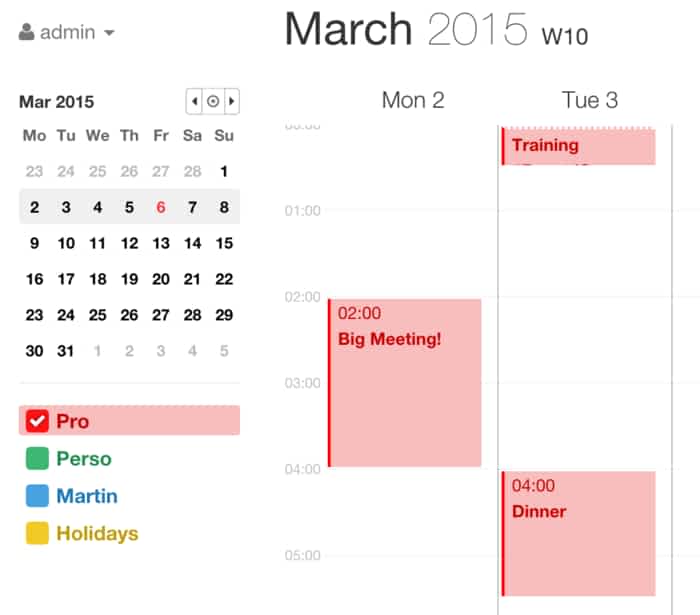 admin
March 2015 W10
Mar 2015
Mo Tu We Th Fr Sa Su
23 24 25 26 27 28 1
2 3 4 5 6 7 8
9 10 11 12 13 14 15
16 17 18 19 20 21 22
23 24 25 26 27 28 29
30 31 1 2 3 4 5
Pro
Perso
Martin
Holidays
Mon 2 Tue 3
Training
01:00
02:00
02:00
Big Meeting!
03:00
04:00
04:00
Dinner
05:00